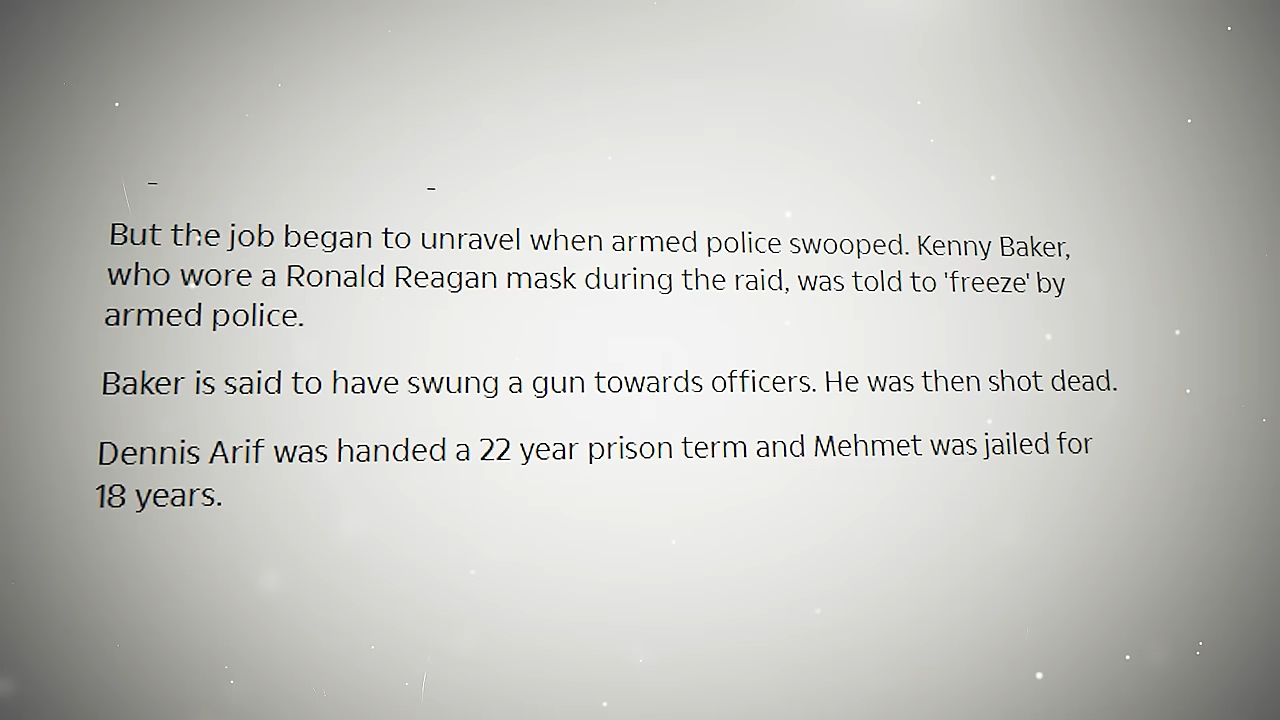 But the job began to unravel when armed police swooped. Kenny Baker,
who wore a Ronald Reagan mask during the raid, was told to 'freeze' by
armed police.
Baker is said to have swung a gun towards officers. He was then shot dead.
Dennis Arif was handed a 22 year prison term and Mehmet was jailed for
18 years.